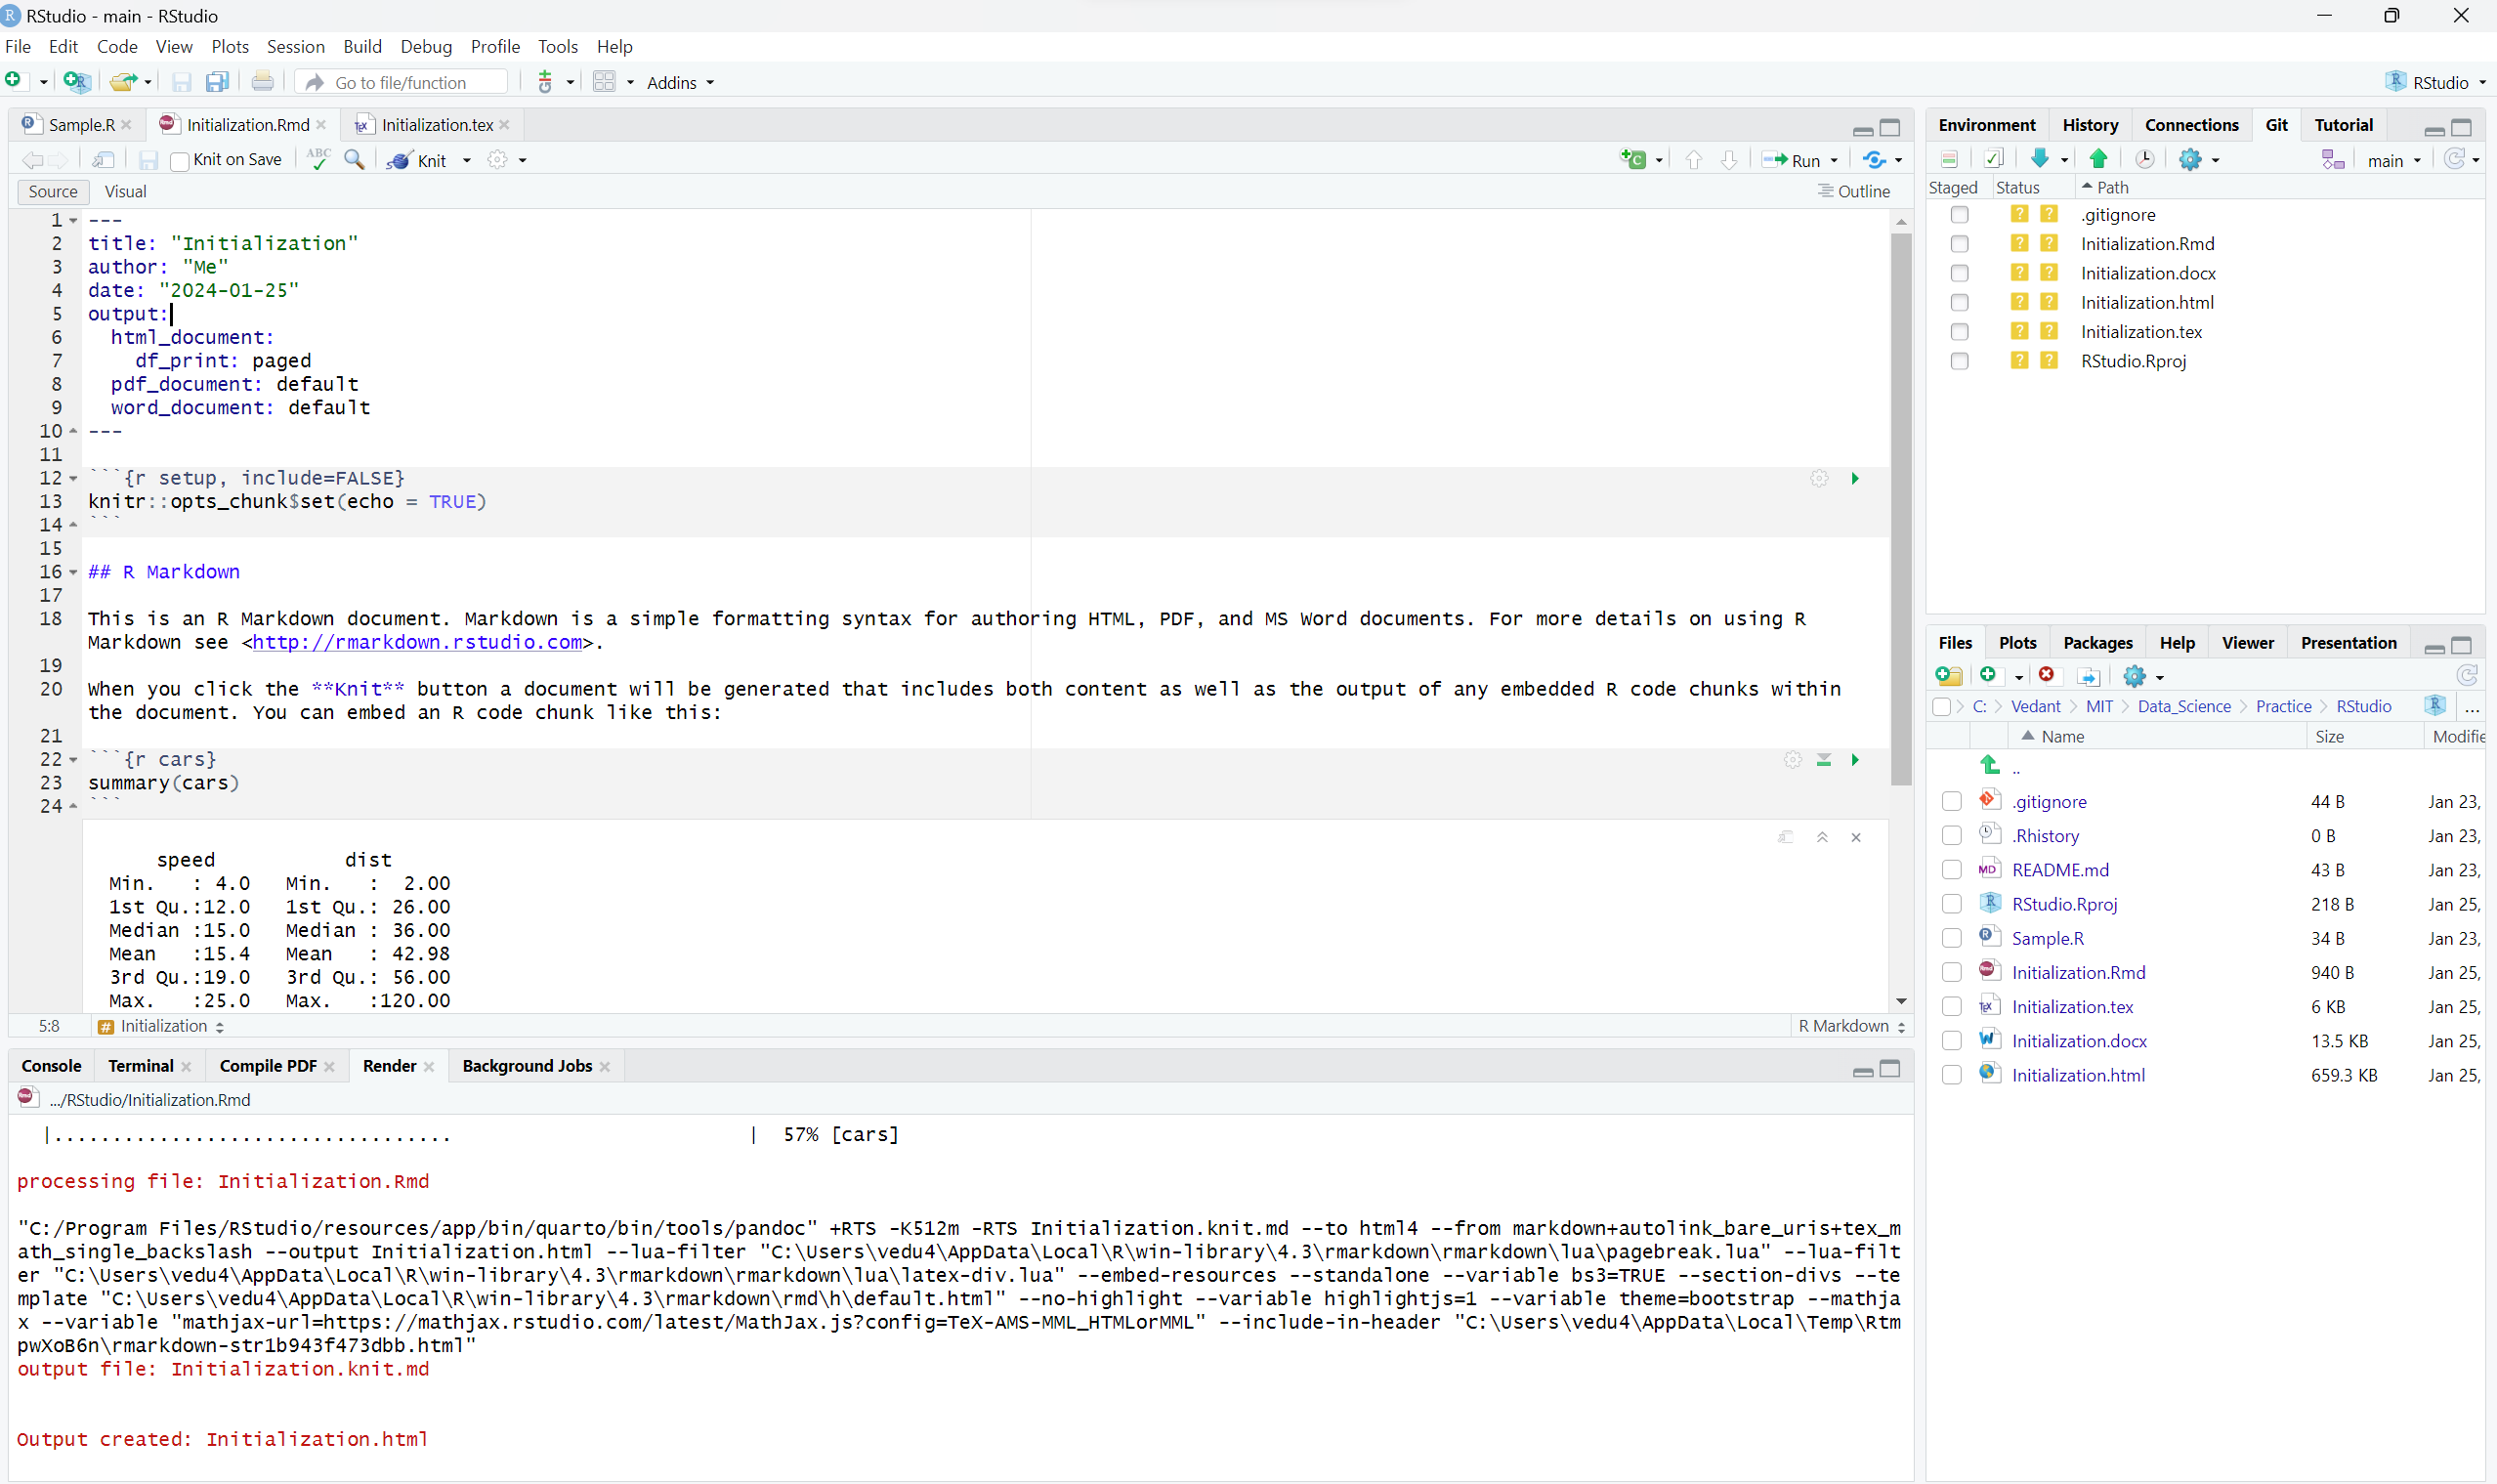 RStudio - main - RStudio
File Edit Code View Plots Session Build Debug Profile Tools Help
Go to file/function Addins RStudio
Sample.R Initialization.Rmd Initialization.tex
Knit on Save ABC Knit Run
Source Visual Outline
1 ---
2 title: "Initialization"
3 author: "Me"
4 date: "2024-01-25"
5 output:
6 html_document:
7 df_print: paged
8 pdf_document: default
9 word_document: default
10 ---
11
12 ```{r setup, include=FALSE}
13 knitr::opts_chunk$set(echo = TRUE)
14 ```
15
16 ## R Markdown
17
18 This is an R Markdown document. Markdown is a simple formatting syntax for authoring HTML, PDF, and MS Word documents. For more details on using R
Markdown see <http://rmarkdown.rstudio.com>.
19
20 When you click the **Knit** button a document will be generated that includes both content as well as the output of any embedded R code chunks within
the document. You can embed an R code chunk like this:
21
22 ```{r cars}
23 summary(cars)
24 ```
speed dist
Min. : 4.0 Min. : 2.00
1st Qu.:12.0 1st Qu.: 26.00
Median :15.0 Median : 36.00
Mean :15.4 Mean : 42.98
3rd Qu.:19.0 3rd Qu.: 56.00
Max. :25.0 Max. :120.00
5:8 # Initialization R Markdown
Console Terminal Compile PDF Render Background Jobs
.../RStudio/Initialization.Rmd
|.................................. | 57% [cars]
processing file: Initialization.Rmd
"C:/Program Files/RStudio/resources/app/bin/quarto/bin/tools/pandoc" +RTS -K512m -RTS Initialization.knit.md --to html4 --from markdown+autolink_bare_uris+tex_m
ath_single_backslash --output Initialization.html --lua-filter "C:\Users\vedu4\AppData\Local\R\win-library\4.3\rmarkdown\rmarkdown\lua\pagebreak.lua" --lua-filt
er "C:\Users\vedu4\AppData\Local\R\win-library\4.3\rmarkdown\rmarkdown\lua\latex-div.lua" --embed-resources --standalone --variable bs3=TRUE --section-divs --te
mplate "C:\Users\vedu4\AppData\Local\R\win-library\4.3\rmarkdown\rmd\h\default.html" --no-highlight --variable highlightjs=1 --variable theme=bootstrap --mathja
x --variable "mathjax-url=https://mathjax.rstudio.com/latest/MathJax.js?config=TeX-AMS-MML_HTMLorMML" --include-in-header "C:\Users\vedu4\AppData\Local\Temp\Rtm
pwXoB6n\rmarkdown-str1b943f473dbb.html"
output file: Initialization.knit.md
Output created: Initialization.html
Environment History Connections Git Tutorial
main
Staged Status Path
? ? .gitignore
? ? Initialization.Rmd
? ? Initialization.docx
? ? Initialization.html
? ? Initialization.tex
? ? RStudio.Rproj
Files Plots Packages Help Viewer Presentation
C: Vedant MIT Data_Science Practice RStudio ...
Name Size Modifie
..
.gitignore 44 B Jan 23,
.Rhistory 0 B Jan 23,
README.md 43 B Jan 23,
RStudio.Rproj 218 B Jan 25,
Sample.R 34 B Jan 23,
Initialization.Rmd 940 B Jan 25,
Initialization.tex 6 KB Jan 25,
Initialization.docx 13.5 KB Jan 25,
Initialization.html 659.3 KB Jan 25,